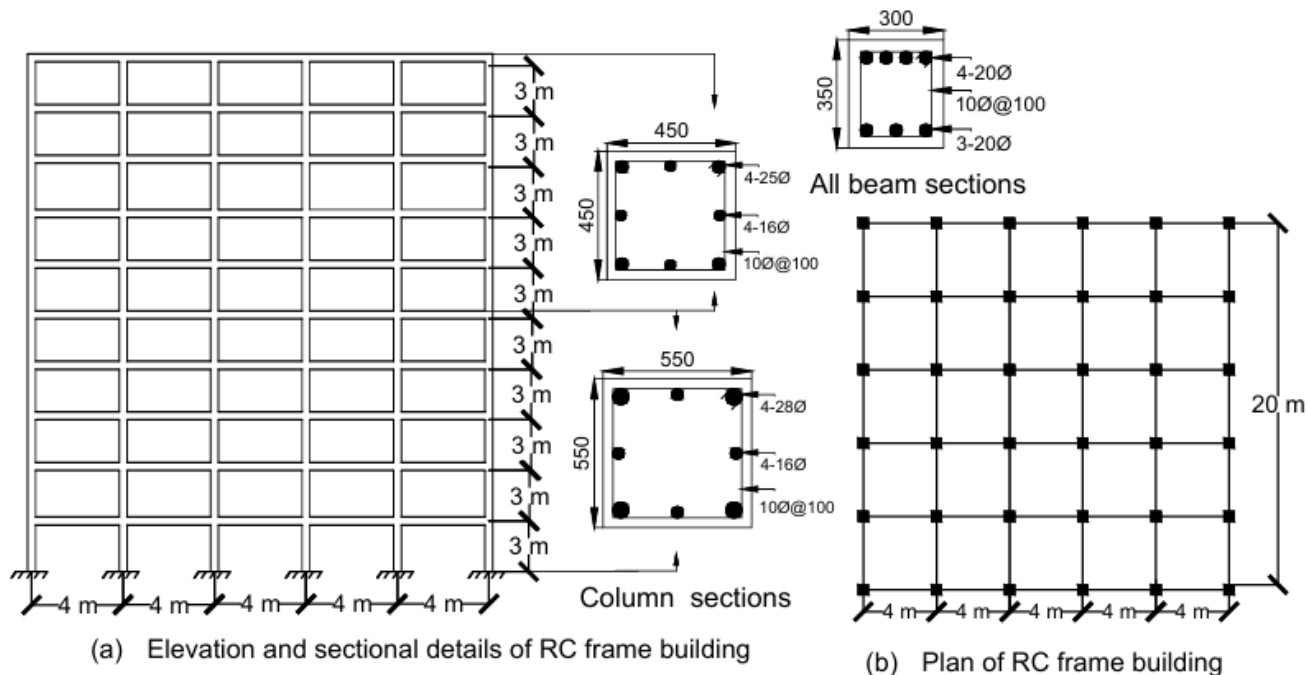 300
350
4-20Ø
10Ø@100
3-20Ø
All beam sections
3 m
3 m
3 m
3 m
3 m
3 m
3 m
3 m
3 m
3 m
450
450
4-25Ø
4-16Ø
10Ø@100
550
550
4-28Ø
4-16Ø
10Ø@100
Column sections
4 m 4 m 4 m 4 m 4 m
(a) Elevation and sectional details of RC frame building
20 m
4 m 4 m 4 m 4 m 4 m
(b) Plan of RC frame building